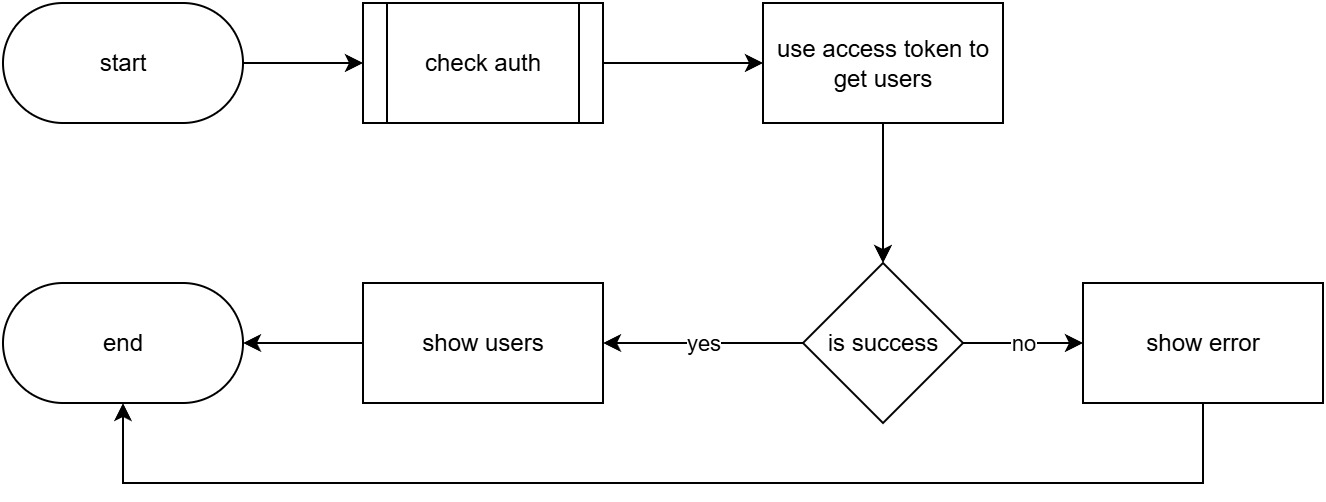 start
check auth
use access token to
get users
end
show users
yes
is success
no
show error